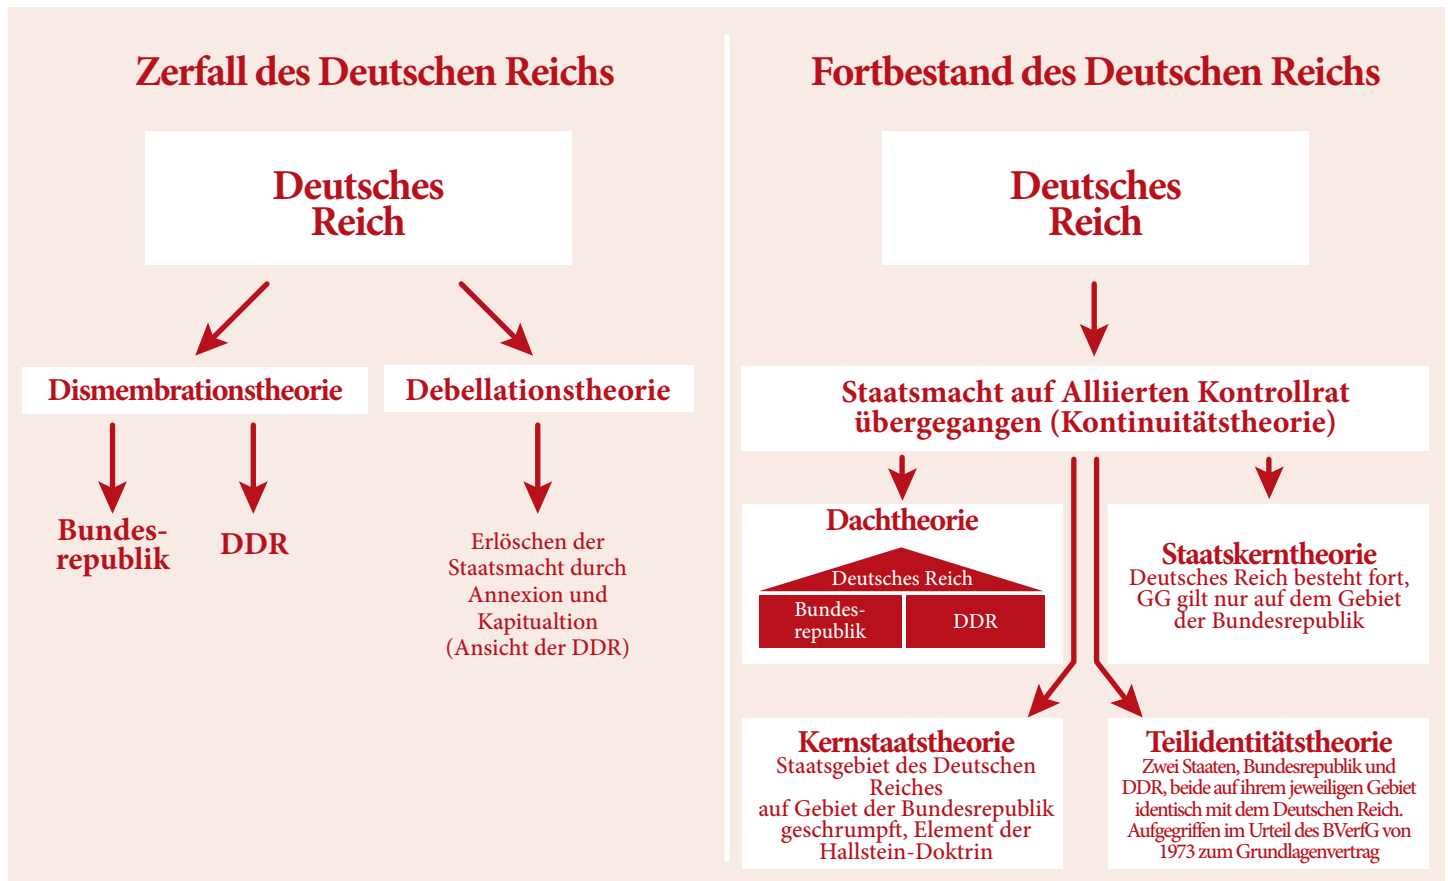 Zerfall des Deutschen Reichs
Deutsches
Reich
Dismembrationstheorie
Debellationstheorie
Bundes-
republik
DDR
Erlöschen der
Staatsmacht durch
Annexion und
Kapitualtion
(Ansicht der DDR)
Fortbestand des Deutschen Reichs
Deutsches
Reich
Staatsmacht auf Alliierten Kontrollrat
übergegangen (Kontinuitätstheorie)
Dachtheorie
Deutsches Reich
Bundes-
republik
DDR
Staatskerntheorie
Deutsches Reich besteht fort,
GG gilt nur auf dem Gebiet
der Bundesrepublik
Kernstaatstheorie
Staatsgebiet des Deutschen
Reiches
auf Gebiet der Bundesrepublik
geschrumpft, Element der
Hallstein-Doktrin
Teilidentitätstheorie
Zwei Staaten, Bundesrepublik und
DDR, beide auf ihrem jeweiligen Gebiet
identisch mit dem Deutschen Reich.
Aufgegriffen im Urteil des BVerfG von
1973 zum Grundlagenvertrag